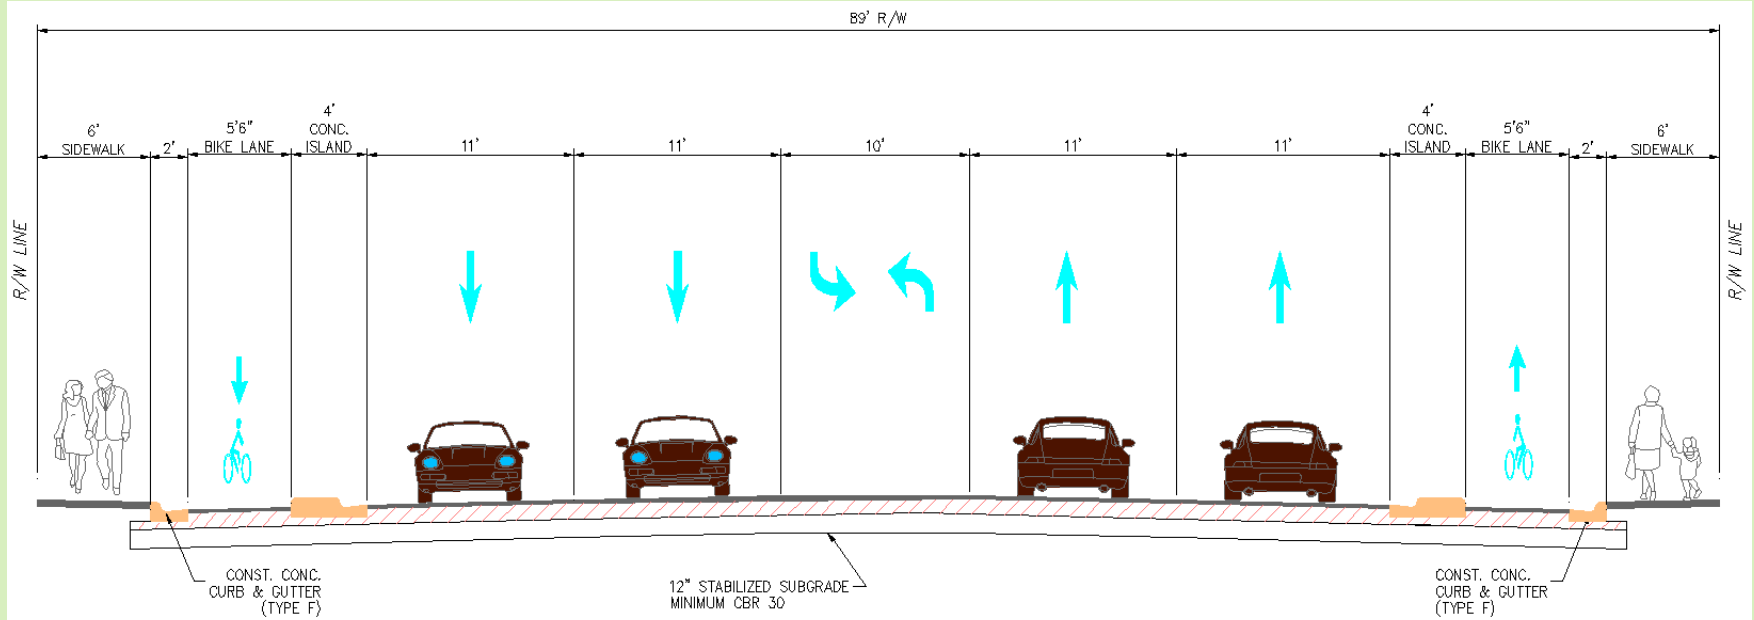 89' R/W
6'
SIDEWALK
2'
5'6"
BIKE LANE
4'
CONC.
ISLAND
11'
11'
10'
11'
11'
4'
CONC.
ISLAND
5'6"
BIKE LANE
2'
6'
SIDEWALK
R/W LINE
R/W LINE
CONST. CONC.
CURB & GUTTER
(TYPE F)
12" STABILIZED SUBGRADE
MINIMUM CBR 30
CONST. CONC.
CURB & GUTTER
(TYPE F)